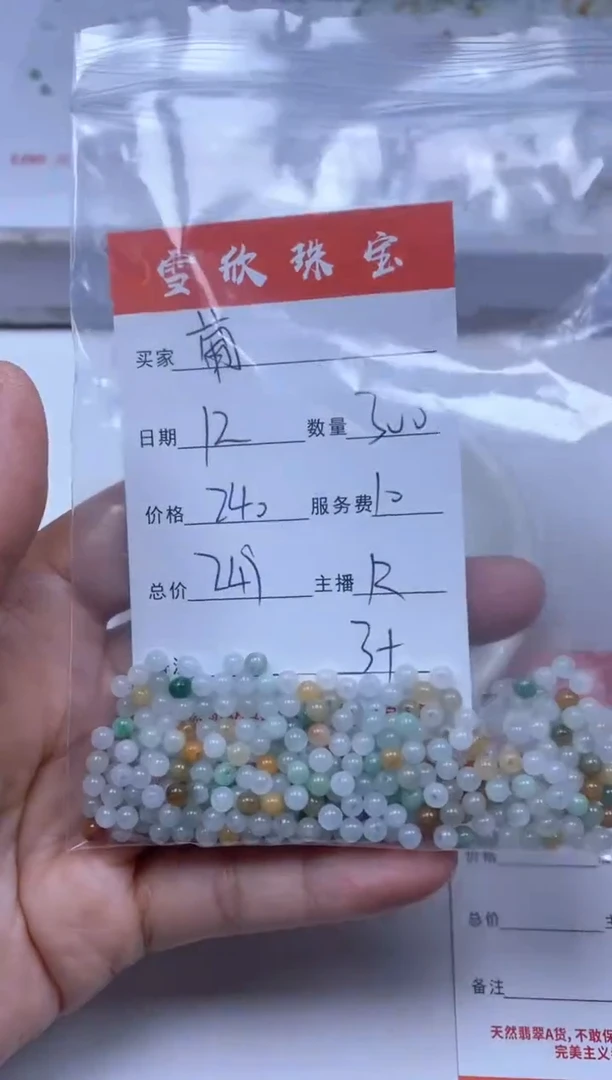 雪欣珠宝
买家 葡
日期 12 数量 300
价格 240 服务费 10
总价 249 主播 R
3+
价格
总价 主
备注
天然翡翠A货,不敢保
完美主义